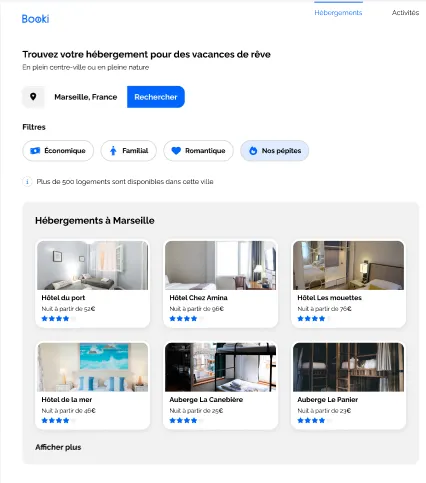 Booki
Hébergements
Activités
Trouvez votre hébergement pour des vacances de rêve
En plein centre-ville ou en pleine nature
Marseille, France
Rechercher
Filtres
Économique
Familial
Romantique
Nos pépites
Plus de 500 logements sont disponibles dans cette ville
Hébergements à Marseille
Hôtel du port
Nuit à partir de 52€
Hôtel Chez Amina
Nuit à partir de 96€
Hôtel Les mouettes
Nuit à partir de 76€
Hôtel de la mer
Nuit à partir de 46€
Auberge La Canebière
Nuit à partir de 25€
Auberge Le Panier
Nuit à partir de 23€
Afficher plus